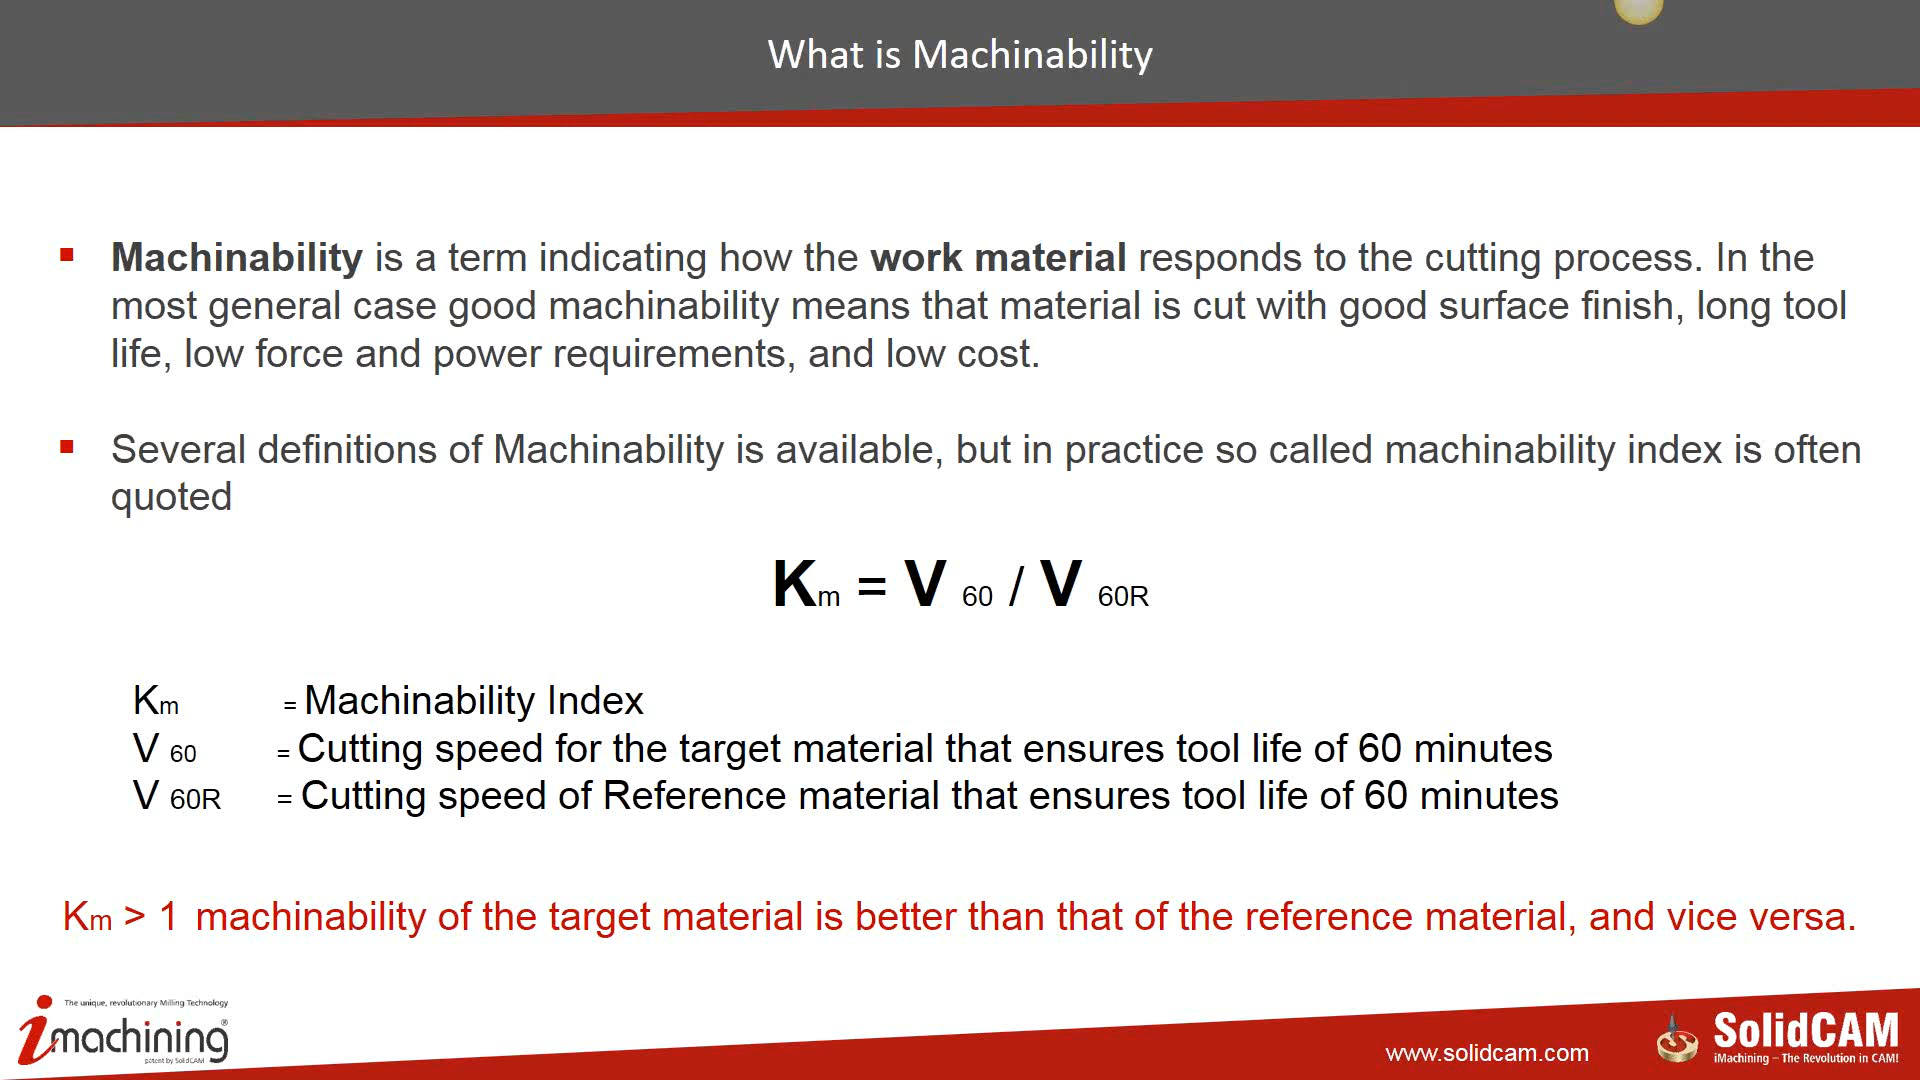 What is Machinability
Machinability is a term indicating how the work material responds to the cutting process. In the
most general case good machinability means that material is cut with good surface finish, long tool
life, low force and power requirements, and low cost.
Several definitions of Machinability is available, but in practice so called machinability index is often
quoted
Km = V 60 / V 60R
Km = Machinability Index
V 60 = Cutting speed for the target material that ensures tool life of 60 minutes
V 60R = Cutting speed of Reference material that ensures tool life of 60 minutes
Km > 1 machinability of the target material is better than that of the reference material, and vice versa.
The unique, revolutionary Milling Technology
imachining®
patent by SolidCAM
www.solidcam.com
SolidCAM
iMachining – The Revolution in CAM!